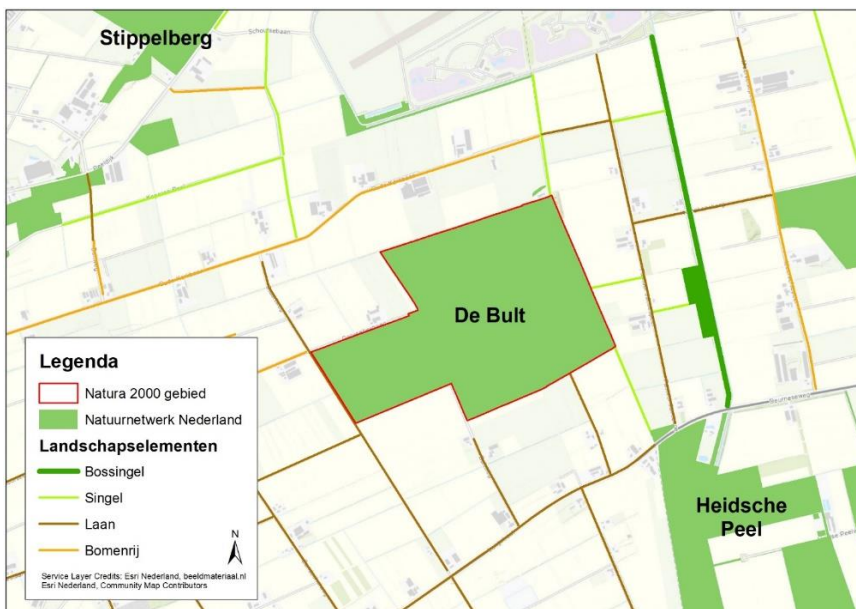 Stippelberg
De Bult
Heidsche
Peel
Legenda
Natura 2000 gebied
Natuurnetwerk Nederland
Landschapselementen
Bossingel
Singel
Laan
Bomenrij
N
Service Layer Credits: Esri Nederland, beeldmateriaal.nl
Esri Nederland, Community Map Contributors